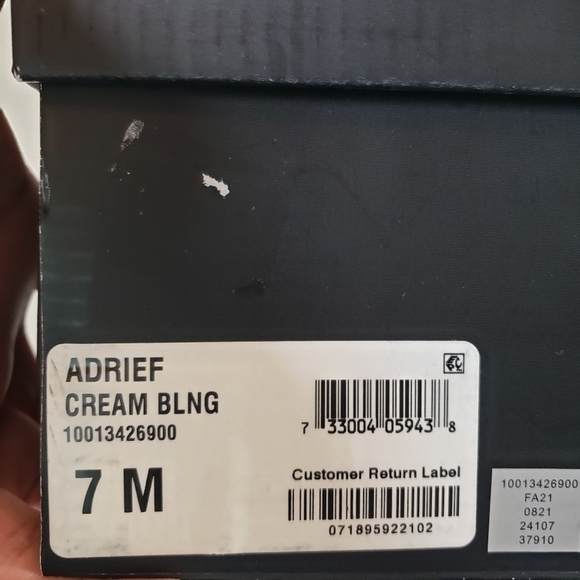 ADRIEF
CREAM BLNG
10013426900
7 M
7 33004 05943 8
Customer Return Label
071895922102
10013426900
FA21
0821
24107
37910